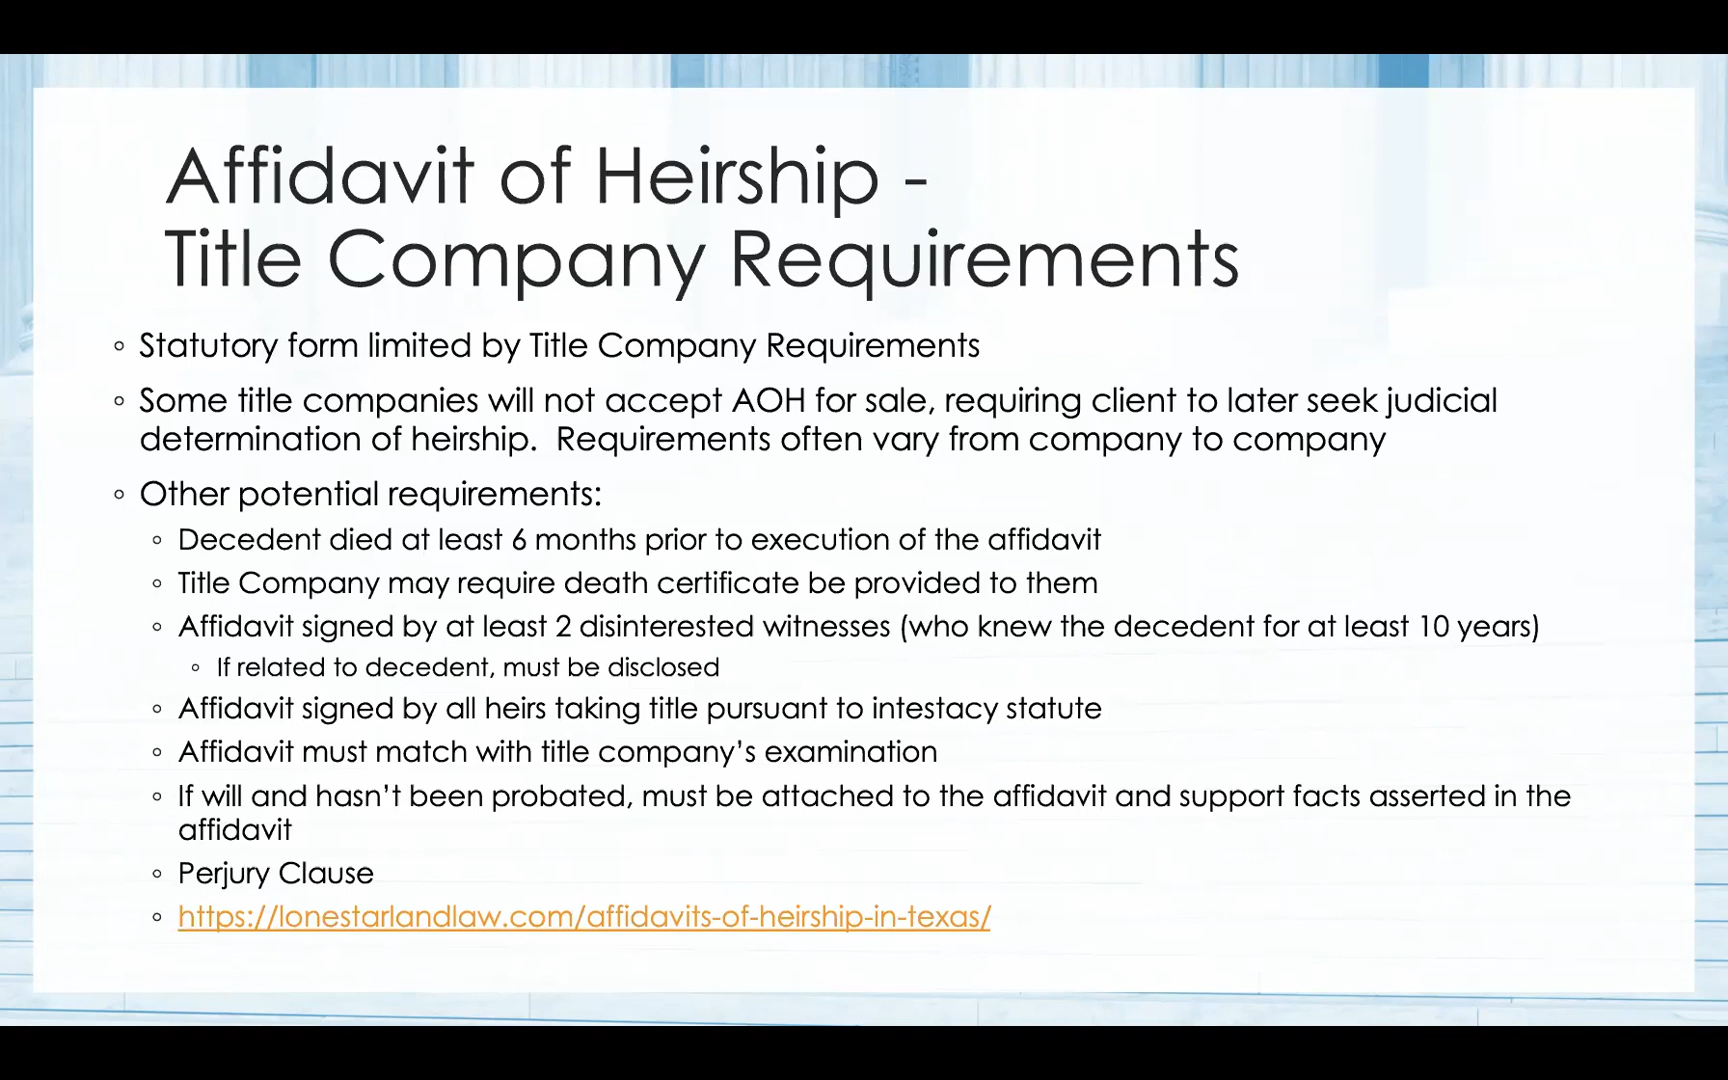 Affidavit of Heirship -
Title Company Requirements
◦ Statutory form limited by Title Company Requirements
◦ Some title companies will not accept AOH for sale, requiring client to later seek judicial
determination of heirship.  Requirements often vary from company to company
◦ Other potential requirements:
◦ Decedent died at least 6 months prior to execution of the affidavit
◦ Title Company may require death certificate be provided to them
◦ Affidavit signed by at least 2 disinterested witnesses (who knew the decedent for at least 10 years)
◦ If related to decedent, must be disclosed
◦ Affidavit signed by all heirs taking title pursuant to intestacy statute
◦ Affidavit must match with title company’s examination
◦ If will and hasn’t been probated, must be attached to the affidavit and support facts asserted in the
affidavit
◦ Perjury Clause
◦ https://lonestarlandlaw.com/affidavits-of-heirship-in-texas/